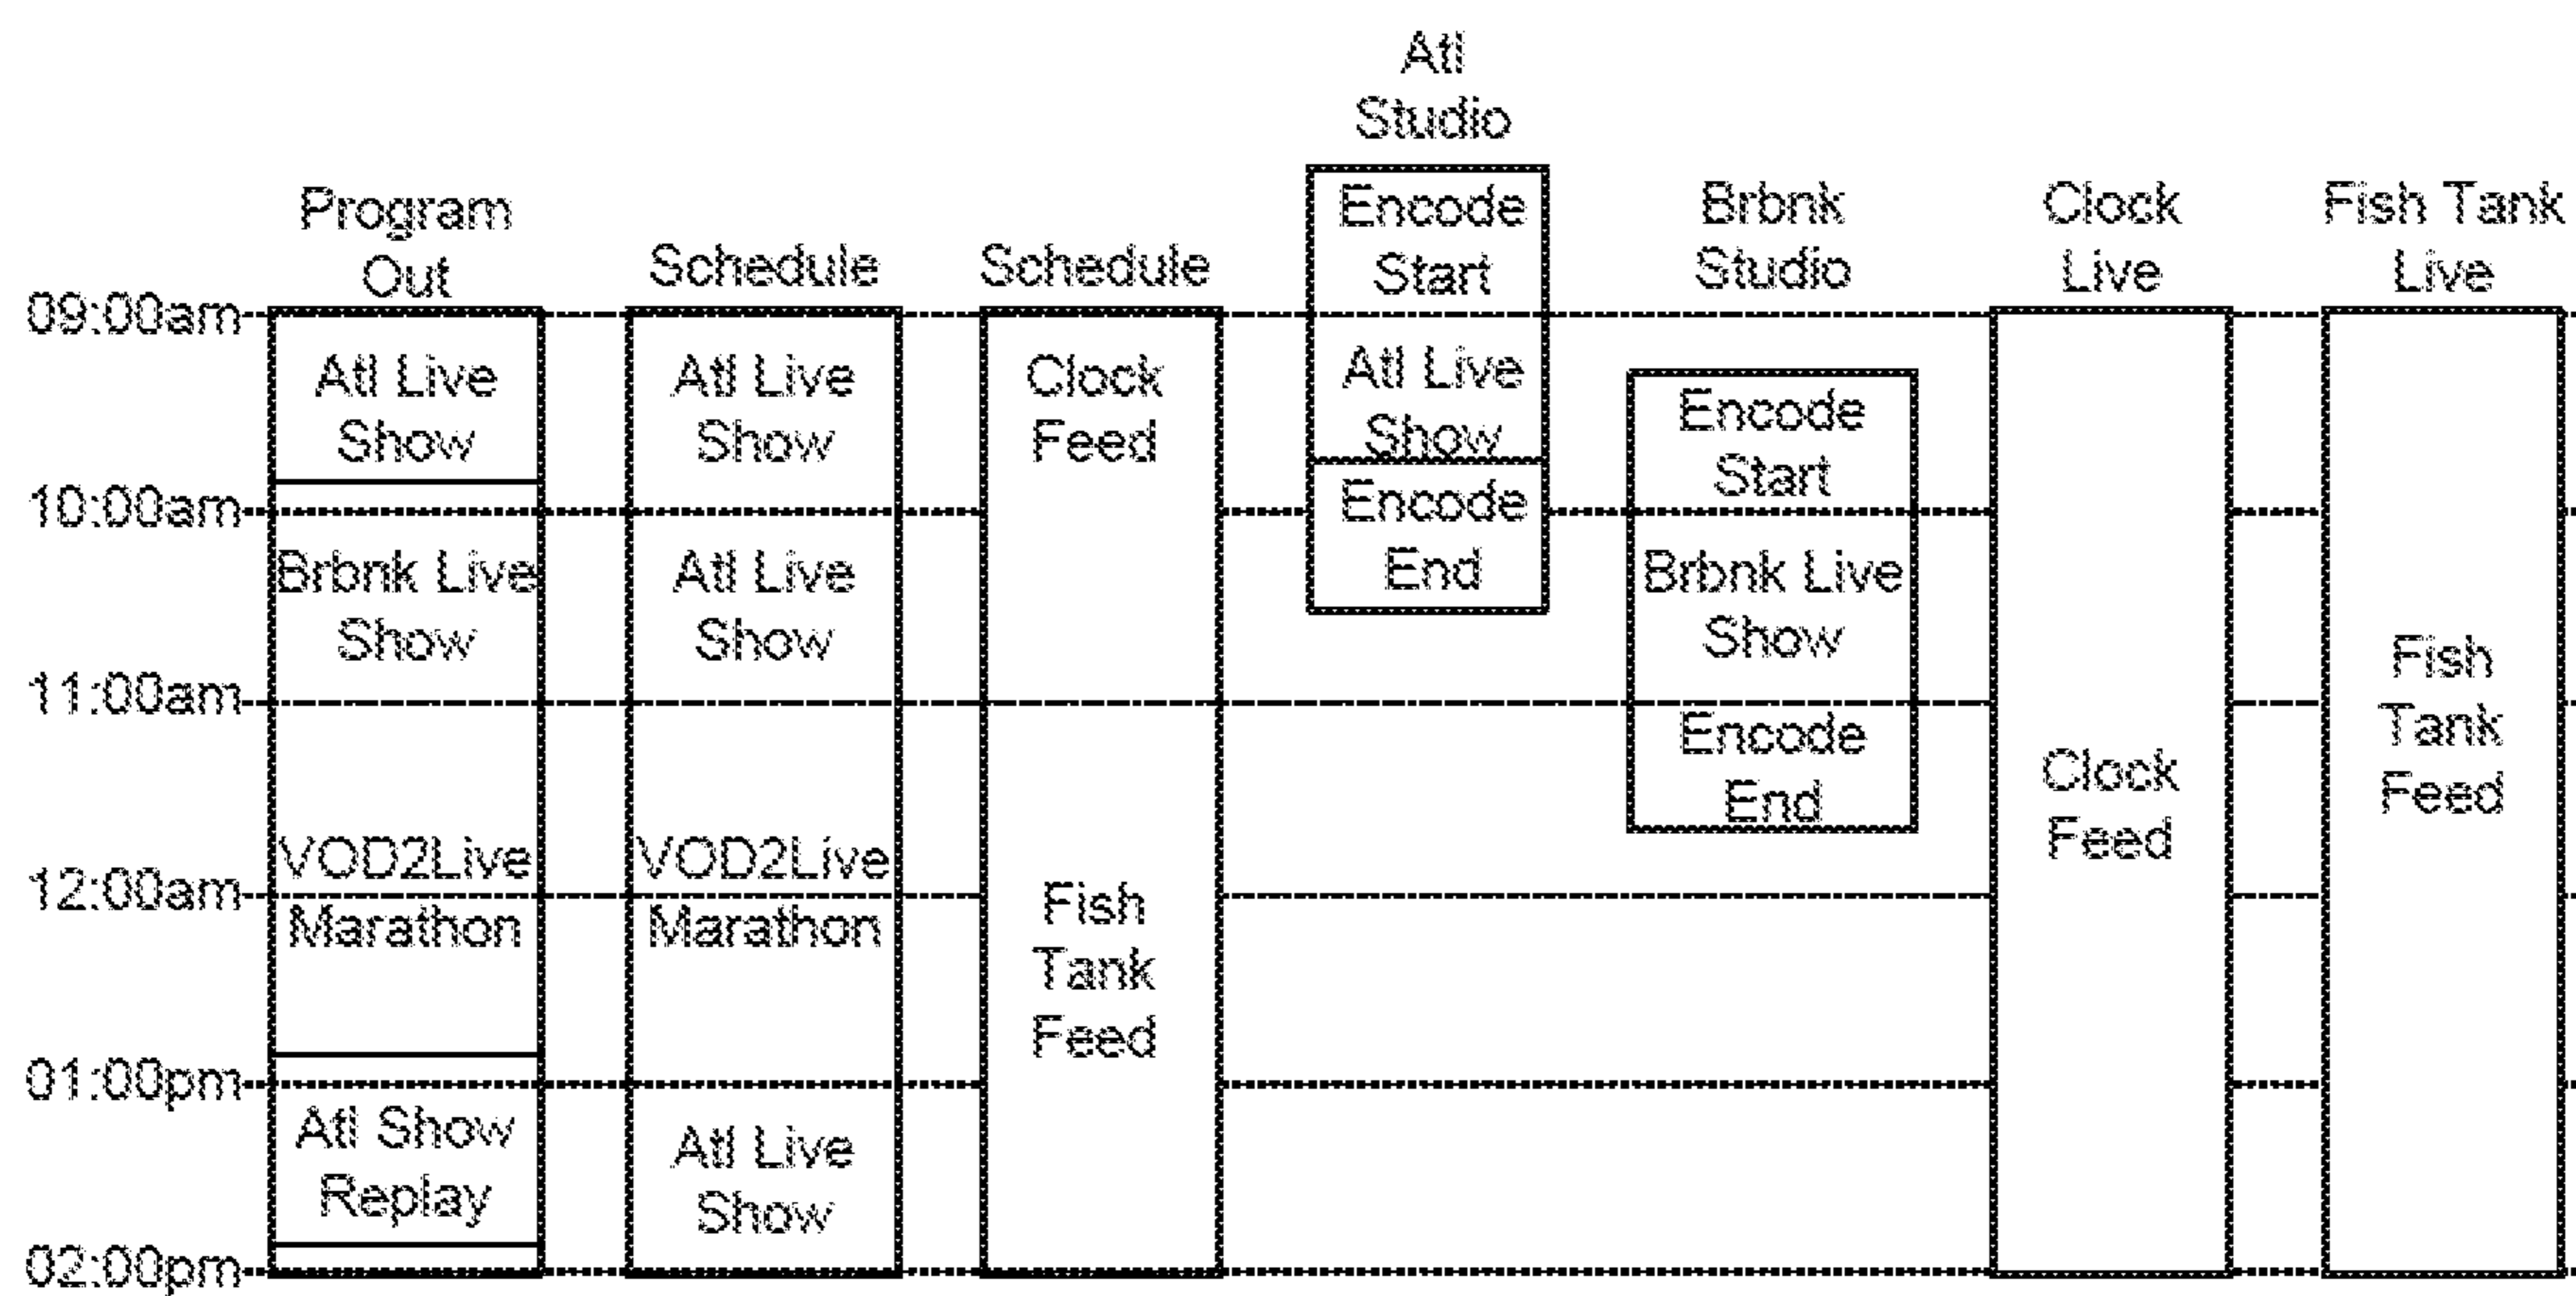 Program
Out
Schedule
Schedule
Atl
Studio
Brbnk
Studio
Clock
Live
Fish Tank
Live
09:00am
10:00am
11:00am
12:00am
01:00pm
02:00pm
Atl Live
Show
Brbnk Live
Show
VOD2Live
Marathon
Atl Show
Replay
Atl Live
Show
Atl Live
Show
VOD2Live
Marathon
Atl Live
Show
Clock
Feed
Fish
Tank
Feed
Encode
Start
Atl Live
Show
Encode
End
Encode
Start
Brbnk Live
Show
Encode
End
Clock
Feed
Fish
Tank
Feed